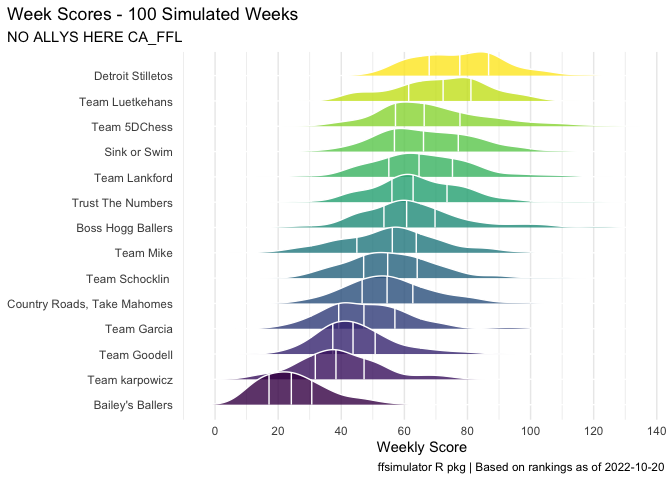 Week Scores - 100 Simulated Weeks
NO ALLYS HERE CA_FFL
Detroit Stilletos
Team Luetkehans
Team 5DChess
Sink or Swim
Team Lankford
Trust The Numbers
Boss Hogg Ballers
Team Mike
Team Schocklin
Country Roads, Take Mahomes
Team Garcia
Team Goodell
Team karpowicz
Bailey's Ballers
0 20 40 60 80 100 120 140
Weekly Score
ffsimulator R pkg | Based on rankings as of 2022-10-20